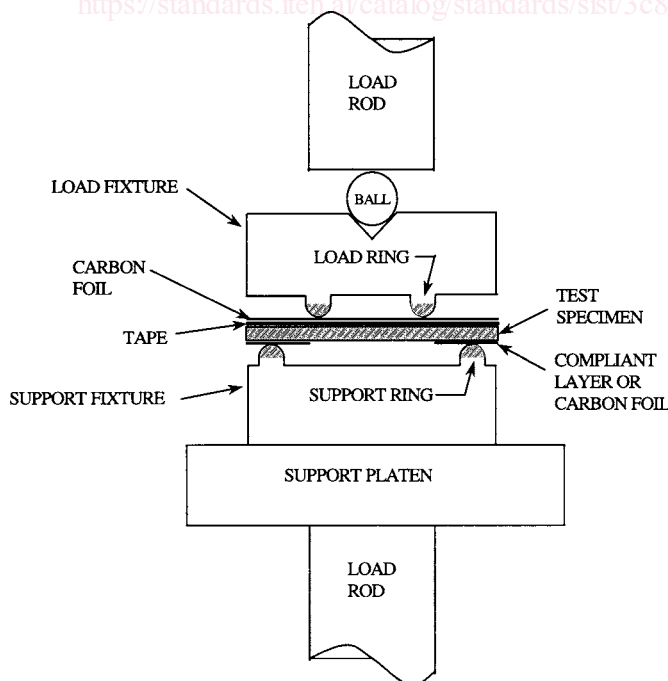 https://standards.iteh.ai/catalog/standards/sist/3c8
LOAD
ROD
LOAD FIXTURE
BALL
LOAD RING
CARBON
FOIL
TAPE
TEST
SPECIMEN
COMPLIANT
LAYER OR
CARBON FOIL
SUPPORT FIXTURE
SUPPORT RING
SUPPORT PLATEN
LOAD
ROD